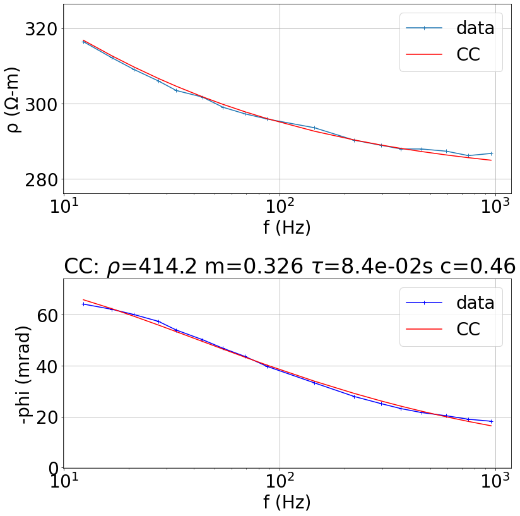 320
300
280
ρ (Ω-m)
data
CC
10¹
10²
10³
f (Hz)
CC: ρ=414.2 m=0.326 τ=8.4e-02s c=0.46
60
40
20
0
-phi (mrad)
data
CC
10¹
10²
10³
f (Hz)